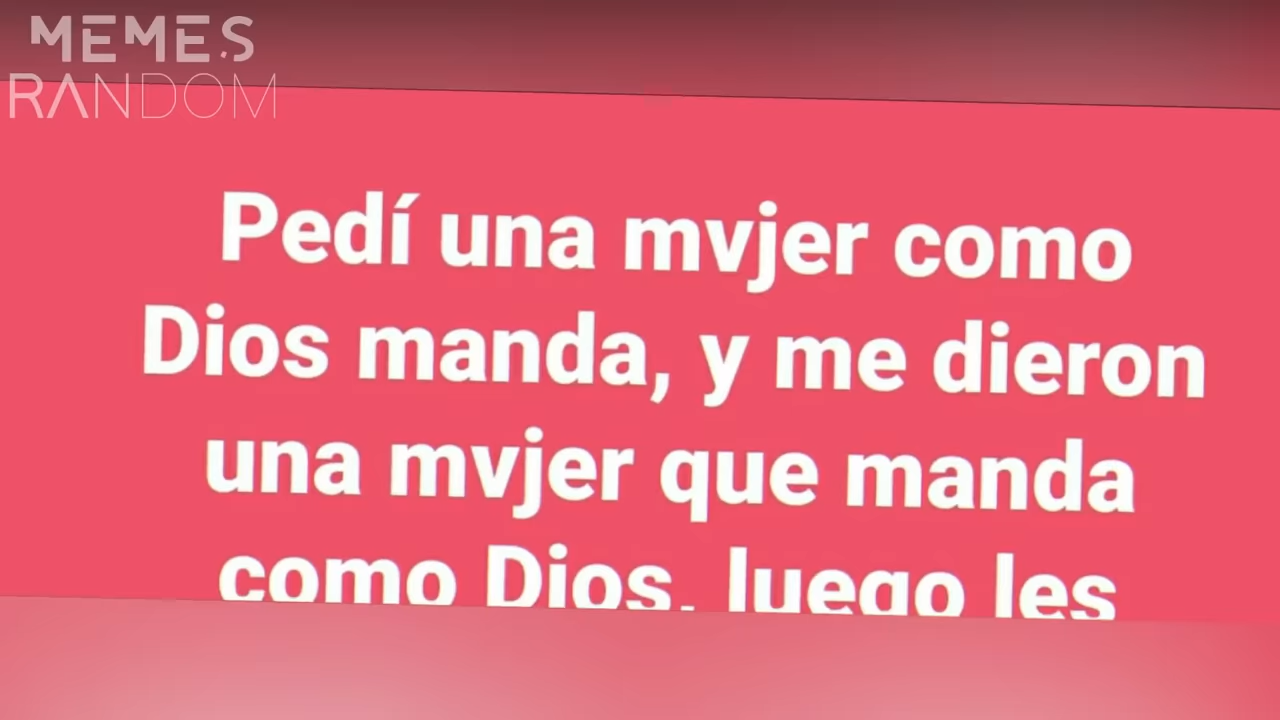 MEMES
RANDOM
Pedí una mvjer como
Dios manda, y me dieron
una mvjer que manda
como Dios, luego les